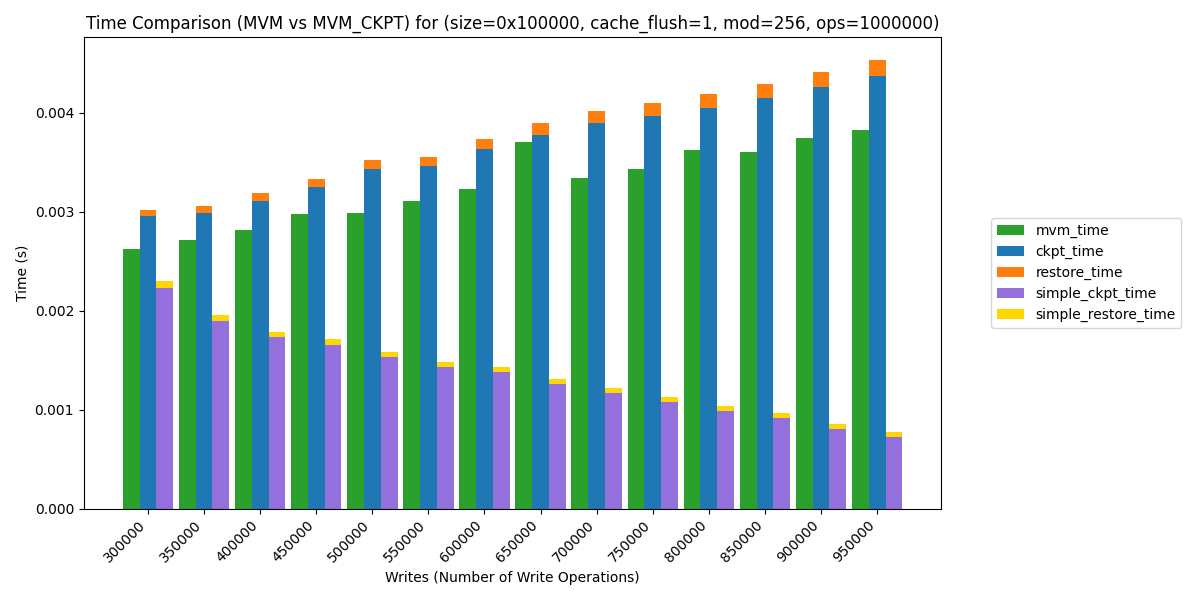 Time Comparison (MVM vs MVM_CKPT) for (size=0x100000, cache_flush=1, mod=256, ops=1000000)
Time (s)
0.004
0.003
0.002
0.001
0.000
300000
350000
400000
450000
500000
550000
600000
650000
700000
750000
800000
850000
900000
950000
Writes (Number of Write Operations)
mvm_time
ckpt_time
restore_time
simple_ckpt_time
simple_restore_time